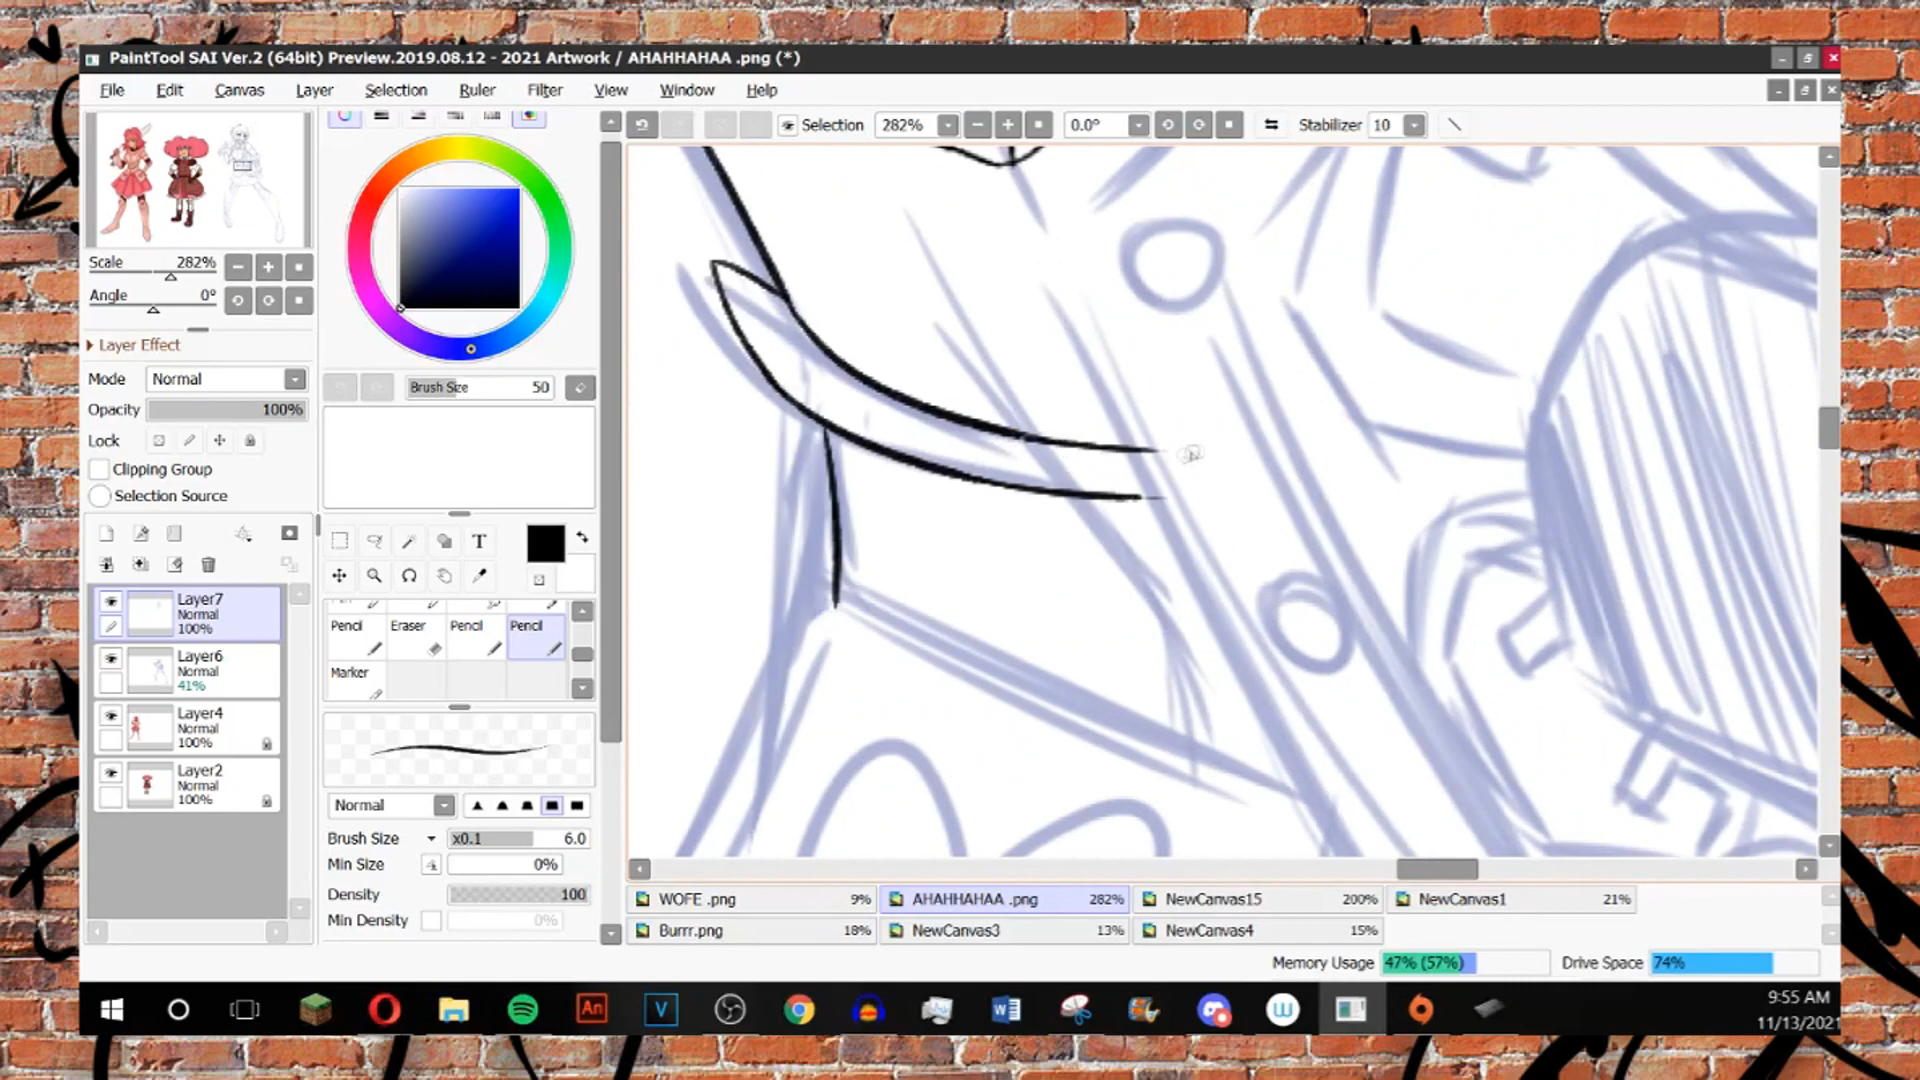 PaintTool SAI Ver.2 (64bit) Preview.2019.08.12 - 2021 Artwork / AHAHHAHAA .png (*)
File Edit Canvas Layer Selection Ruler Filter View Window Help
Selection 282% 0.0° Stabilizer 10
Scale 282%
Angle 0°
Layer Effect
Mode Normal
Opacity 100%
Lock
Clipping Group
Selection Source
Layer7
Normal
100%
Layer6
Normal
41%
Layer4
Normal
100%
Layer2
Normal
100%
Brush Size 50
T
Pencil Eraser Pencil Pencil
Marker
Normal
Brush Size x0.1 6.0
Min Size 0%
Density 100
Min Density 0%
WOFE .png 9% AHAHHAHAA .png 282% NewCanvas15 200% NewCanvas1 21%
Burrr.png 18% NewCanvas3 13% NewCanvas4 15%
Memory Usage 47% (57%) Drive Space 74%
An V W W
9:55 AM
11/13/2021